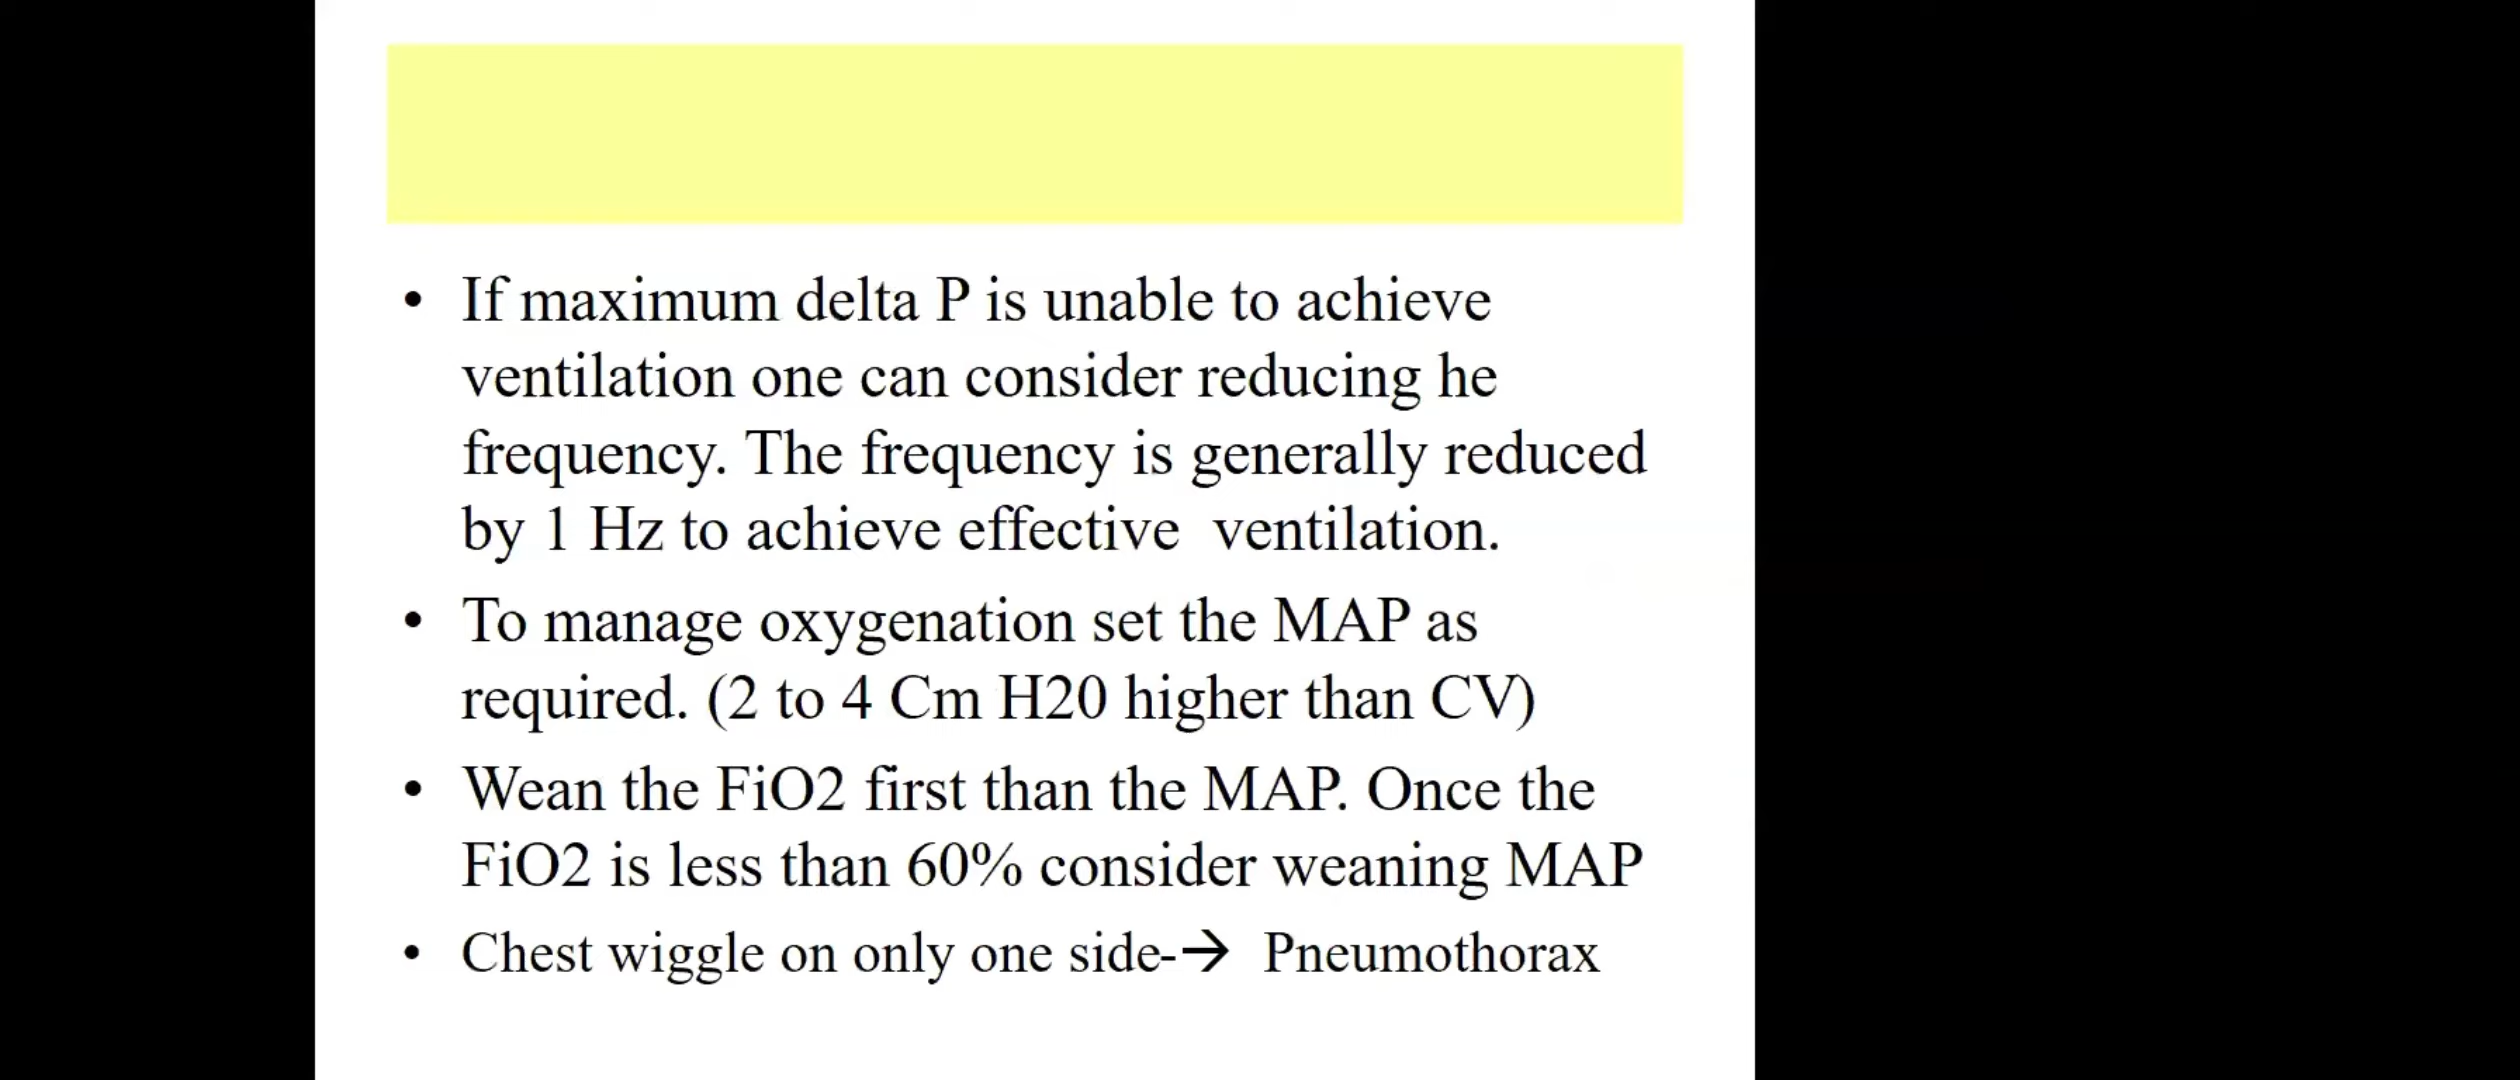 • If maximum delta P is unable to achieve
ventilation one can consider reducing he
frequency. The frequency is generally reduced
by 1 Hz to achieve effective  ventilation.
• To manage oxygenation set the MAP as
required. (2 to 4 Cm H20 higher than CV)
• Wean the FiO2 first than the MAP. Once the
FiO2 is less than 60% consider weaning MAP
• Chest wiggle on only one side-→ Pneumothorax